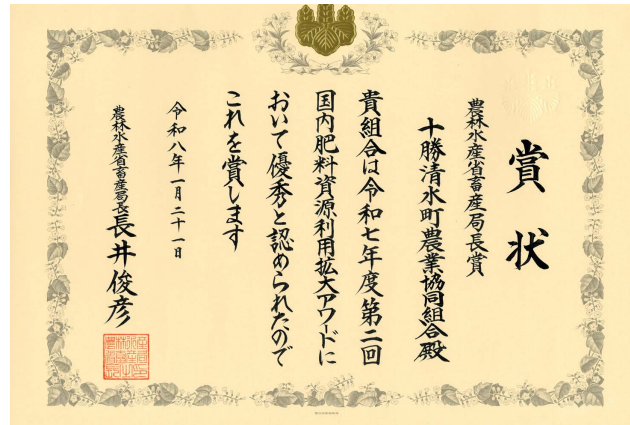 賞状
農林水産省畜産局長賞
十勝清水町農業協同組合殿
貴組合は令和七年度第二回
国内肥料資源利用拡大アワードに
おいて優秀と認められたので
これを賞します
令和八年一月二十一日
農林水産省畜産局長 長井俊彦